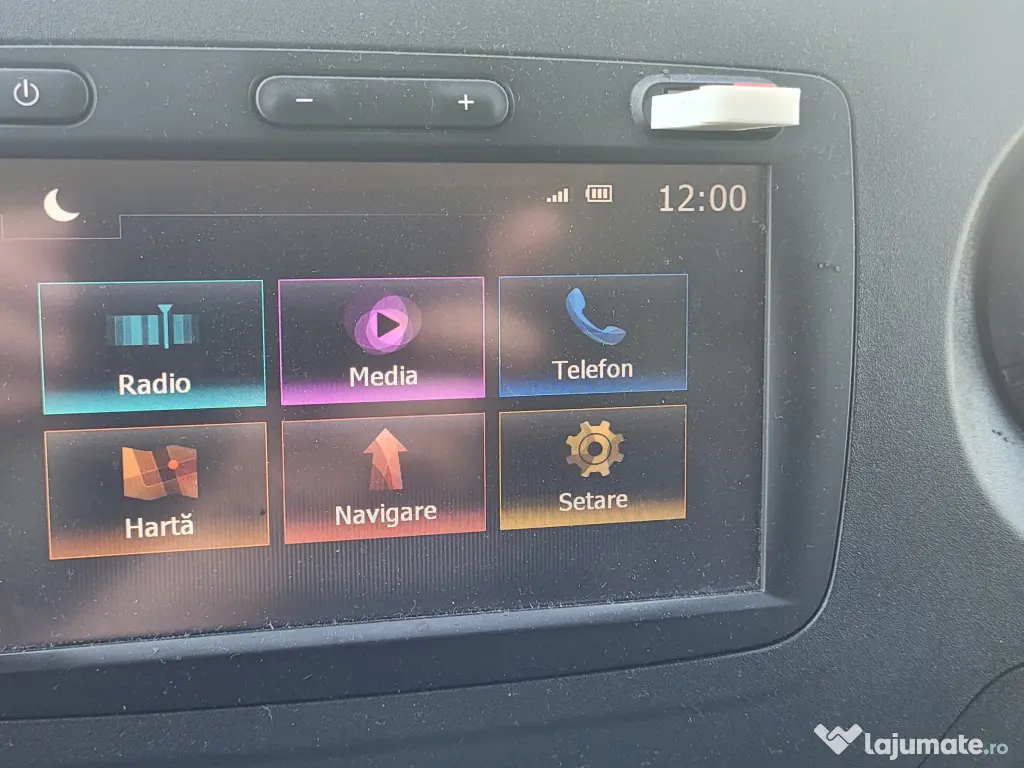 12:00
Radio
Media
Telefon
Hartă
Navigare
Setare
lajumate.ro